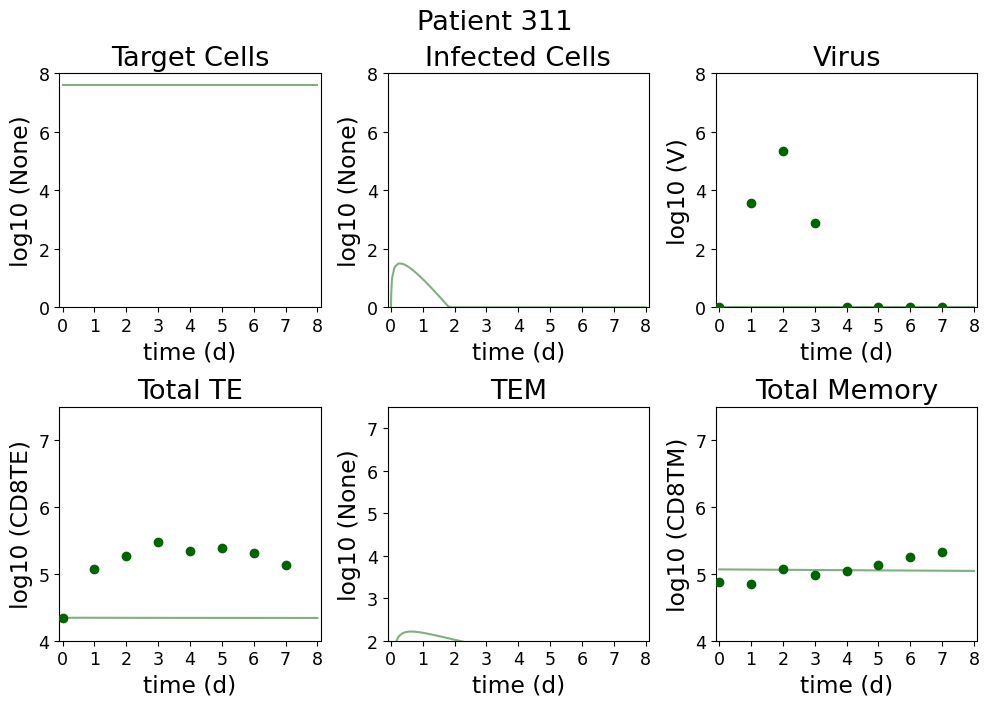 Patient 311
Target Cells
Infected Cells
Virus
log10 (None)
8
6
4
2
0
0 1 2 3 4 5 6 7 8
time (d)
log10 (None)
8
6
4
2
0
0 1 2 3 4 5 6 7 8
time (d)
log10 (V)
8
6
4
2
0
0 1 2 3 4 5 6 7 8
time (d)
Total TE
TEM
Total Memory
log10 (CD8TE)
7
6
5
4
0 1 2 3 4 5 6 7 8
time (d)
log10 (None)
7
6
5
4
3
2
0 1 2 3 4 5 6 7 8
time (d)
log10 (CD8TM)
7
6
5
4
0 1 2 3 4 5 6 7 8
time (d)